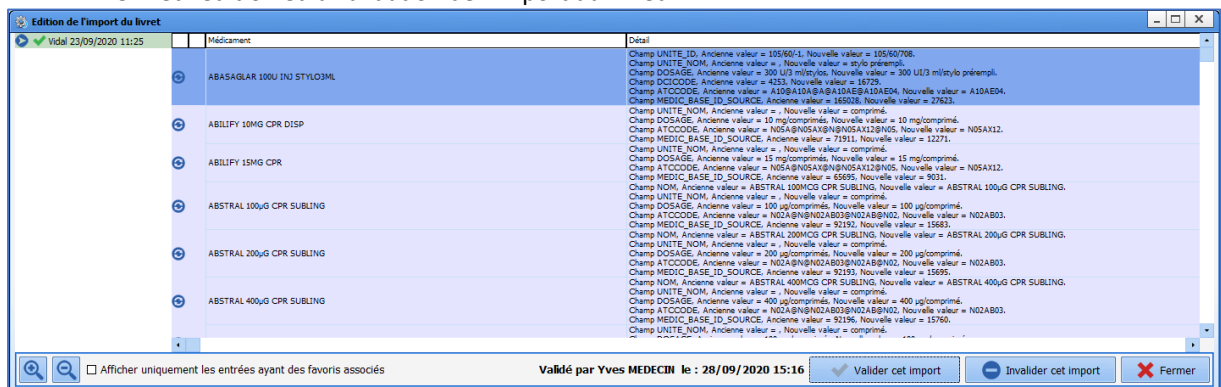 Edition de l'import du livret
Vidal 23/09/2020 11:25
Médicament
Détail
ABASAGLAR 100U INJ STYLO3ML
Champ UNITE_ID, Ancienne valeur = 105/60/-1, Nouvelle valeur = 105/60/708.
Champ UNITE_NOM, Ancienne valeur = , Nouvelle valeur = stylo prérempli.
Champ DOSAGE, Ancienne valeur = 300 U/3 ml/stylos, Nouvelle valeur = 300 UI/3 ml/stylo prérempli.
Champ DCICODE, Ancienne valeur = 4253, Nouvelle valeur = 16729.
Champ ATCCODE, Ancienne valeur = A10@A10A@A@A10AE@A10AE04, Nouvelle valeur = A10AE04.
Champ MEDIC_BASE_ID_SOURCE, Ancienne valeur = 165028, Nouvelle valeur = 27623.
ABILIFY 10MG CPR DISP
Champ UNITE_NOM, Ancienne valeur = , Nouvelle valeur = comprimé.
Champ DOSAGE, Ancienne valeur = 10 mg/comprimés, Nouvelle valeur = 10 mg/comprimé.
Champ ATCCODE, Ancienne valeur = N05A@N05AX@N@N05AX12@N05, Nouvelle valeur = N05AX12.
Champ MEDIC_BASE_ID_SOURCE, Ancienne valeur = 71911, Nouvelle valeur = 12271.
ABILIFY 15MG CPR
Champ UNITE_NOM, Ancienne valeur = , Nouvelle valeur = comprimé.
Champ DOSAGE, Ancienne valeur = 15 mg/comprimés, Nouvelle valeur = 15 mg/comprimé.
Champ ATCCODE, Ancienne valeur = N05A@N05AX@N@N05AX12@N05, Nouvelle valeur = N05AX12.
Champ MEDIC_BASE_ID_SOURCE, Ancienne valeur = 65695, Nouvelle valeur = 9031.
ABSTRAL 100µG CPR SUBLING
Champ NOM, Ancienne valeur = ABSTRAL 100MCG CPR SUBLING, Nouvelle valeur = ABSTRAL 100µG CPR SUBLING.
Champ UNITE_NOM, Ancienne valeur = , Nouvelle valeur = comprimé.
Champ DOSAGE, Ancienne valeur = 100 µg/comprimés, Nouvelle valeur = 100 µg/comprimé.
Champ ATCCODE, Ancienne valeur = N02A@N@N02AB03@N02AB@N02, Nouvelle valeur = N02AB03.
Champ MEDIC_BASE_ID_SOURCE, Ancienne valeur = 92192, Nouvelle valeur = 15683.
ABSTRAL 200µG CPR SUBLING
Champ NOM, Ancienne valeur = ABSTRAL 200MCG CPR SUBLING, Nouvelle valeur = ABSTRAL 200µG CPR SUBLING.
Champ UNITE_NOM, Ancienne valeur = , Nouvelle valeur = comprimé.
Champ DOSAGE, Ancienne valeur = 200 µg/comprimés, Nouvelle valeur = 200 µg/comprimé.
Champ ATCCODE, Ancienne valeur = N02A@N@N02AB03@N02AB@N02, Nouvelle valeur = N02AB03.
Champ MEDIC_BASE_ID_SOURCE, Ancienne valeur = 92193, Nouvelle valeur = 15695.
ABSTRAL 400µG CPR SUBLING
Champ NOM, Ancienne valeur = ABSTRAL 400MCG CPR SUBLING, Nouvelle valeur = ABSTRAL 400µG CPR SUBLING.
Champ UNITE_NOM, Ancienne valeur = , Nouvelle valeur = comprimé.
Champ DOSAGE, Ancienne valeur = 400 µg/comprimés, Nouvelle valeur = 400 µg/comprimé.
Champ ATCCODE, Ancienne valeur = N02A@N@N02AB03@N02AB@N02, Nouvelle valeur = N02AB03.
Champ MEDIC_BASE_ID_SOURCE, Ancienne valeur = 92196, Nouvelle valeur = 15760.
Champ UNITE_NOM, Ancienne valeur = , Nouvelle valeur = comprimé.
Afficher uniquement les entrées ayant des favoris associés
Validé par Yves MEDECIN le : 28/09/2020 15:16
Valider cet import
Invalider cet import
Fermer